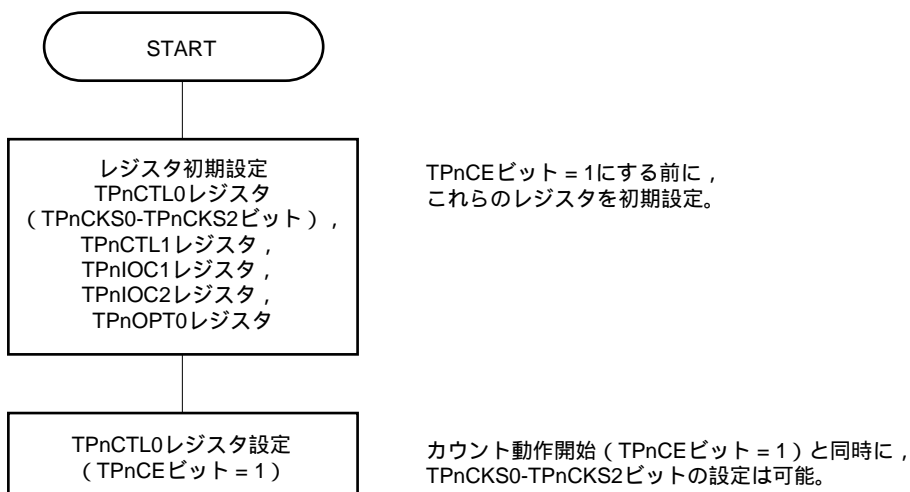 START
レジスタ初期設定
TPnCTL0レジスタ
（TPnCKS0-TPnCKS2ビット），
TPnCTL1レジスタ，
TPnIOC1レジスタ，
TPnIOC2レジスタ，
TPnOPT0レジスタ
TPnCEビット = 1にする前に，
これらのレジスタを初期設定。
TPnCTL0レジスタ設定
（TPnCEビット = 1）
カウント動作開始（TPnCEビット = 1）と同時に，
TPnCKS0-TPnCKS2ビットの設定は可能。